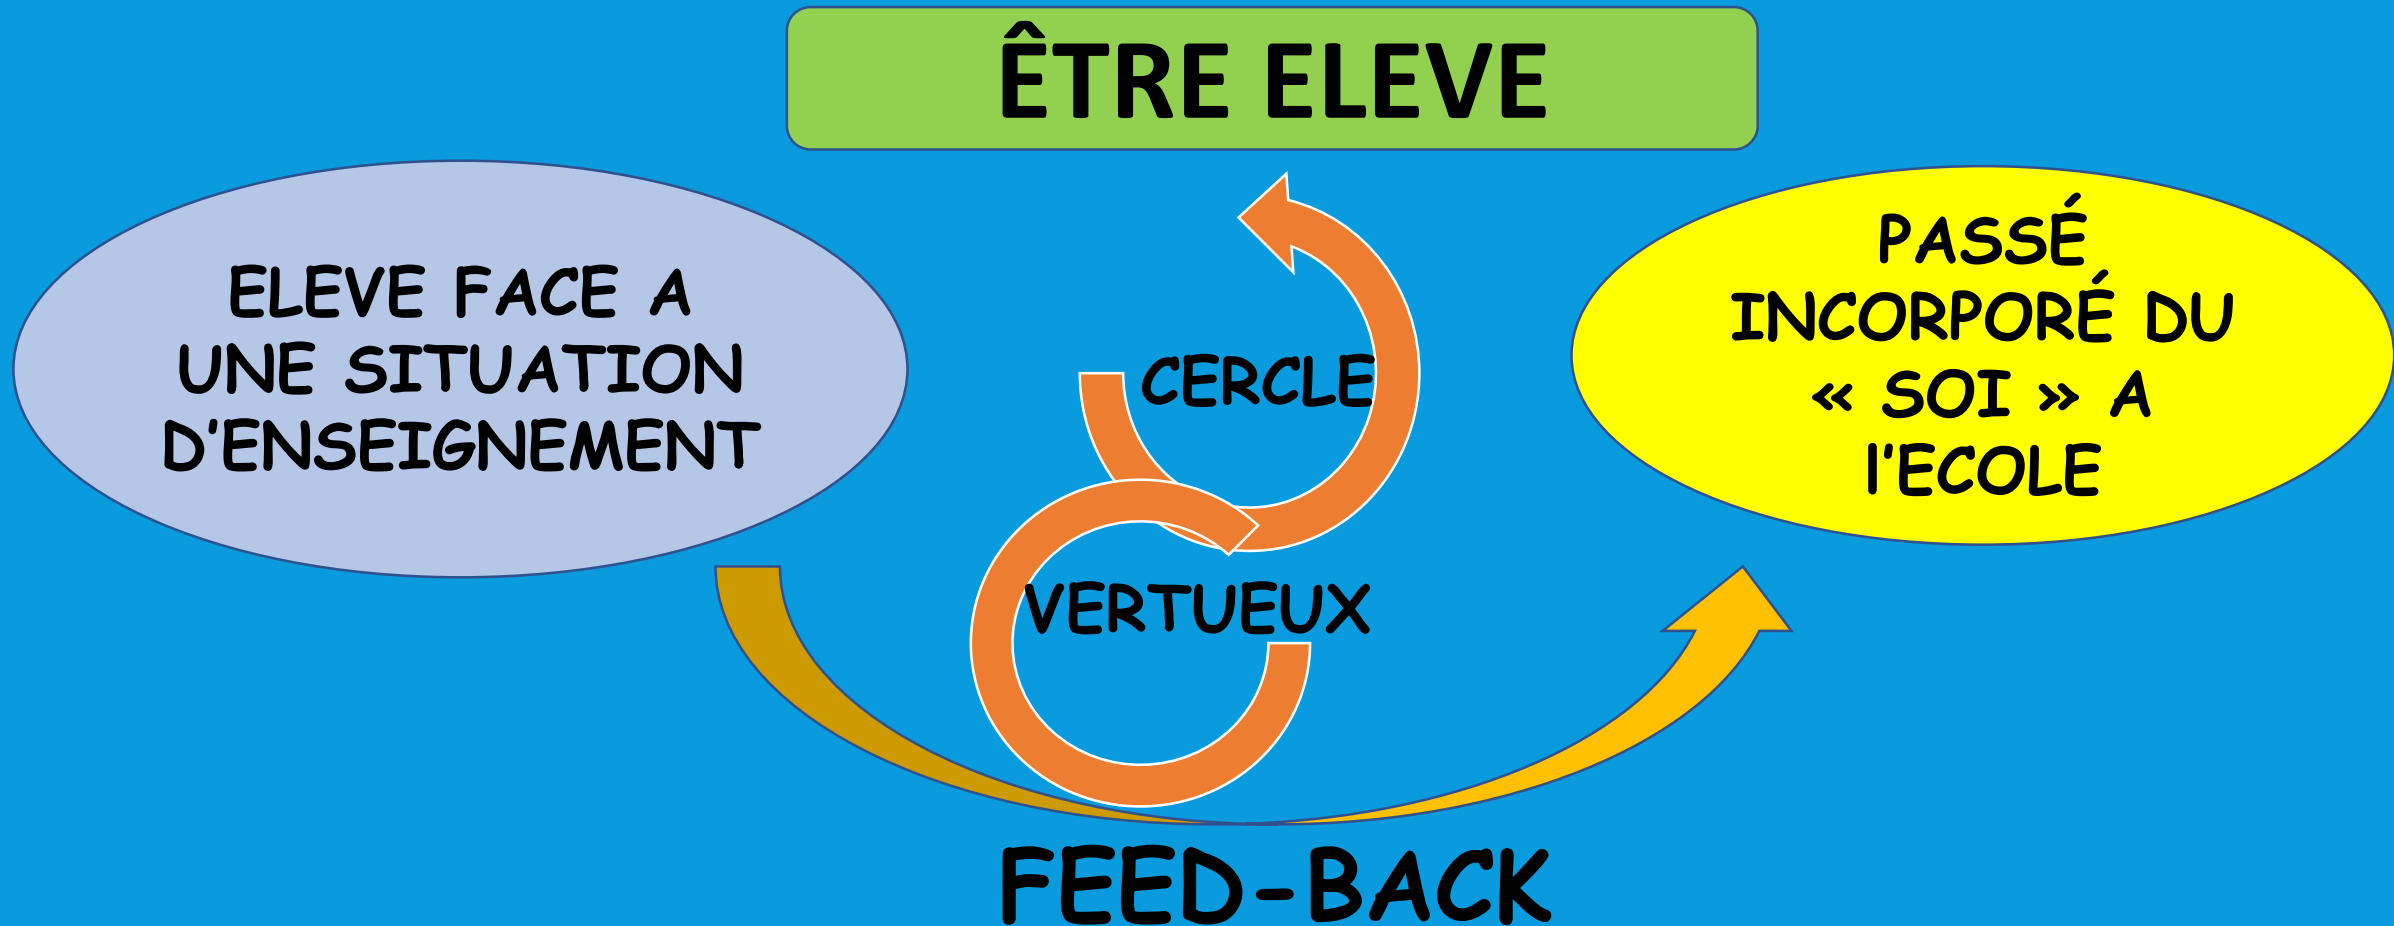 ÊTRE ELEVE
ELEVE FACE A
UNE SITUATION
D'ENSEIGNEMENT
CERCLE
VERTUEUX
PASSÉ
INCORPORÉ DU
« SOI » A
l'ECOLE
FEED-BACK